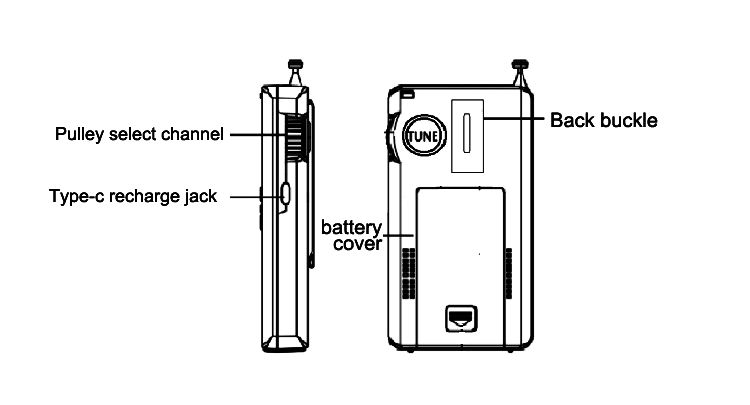 Pulley select channel
Type-c recharge jack
TUNE
Back buckle
battery
cover